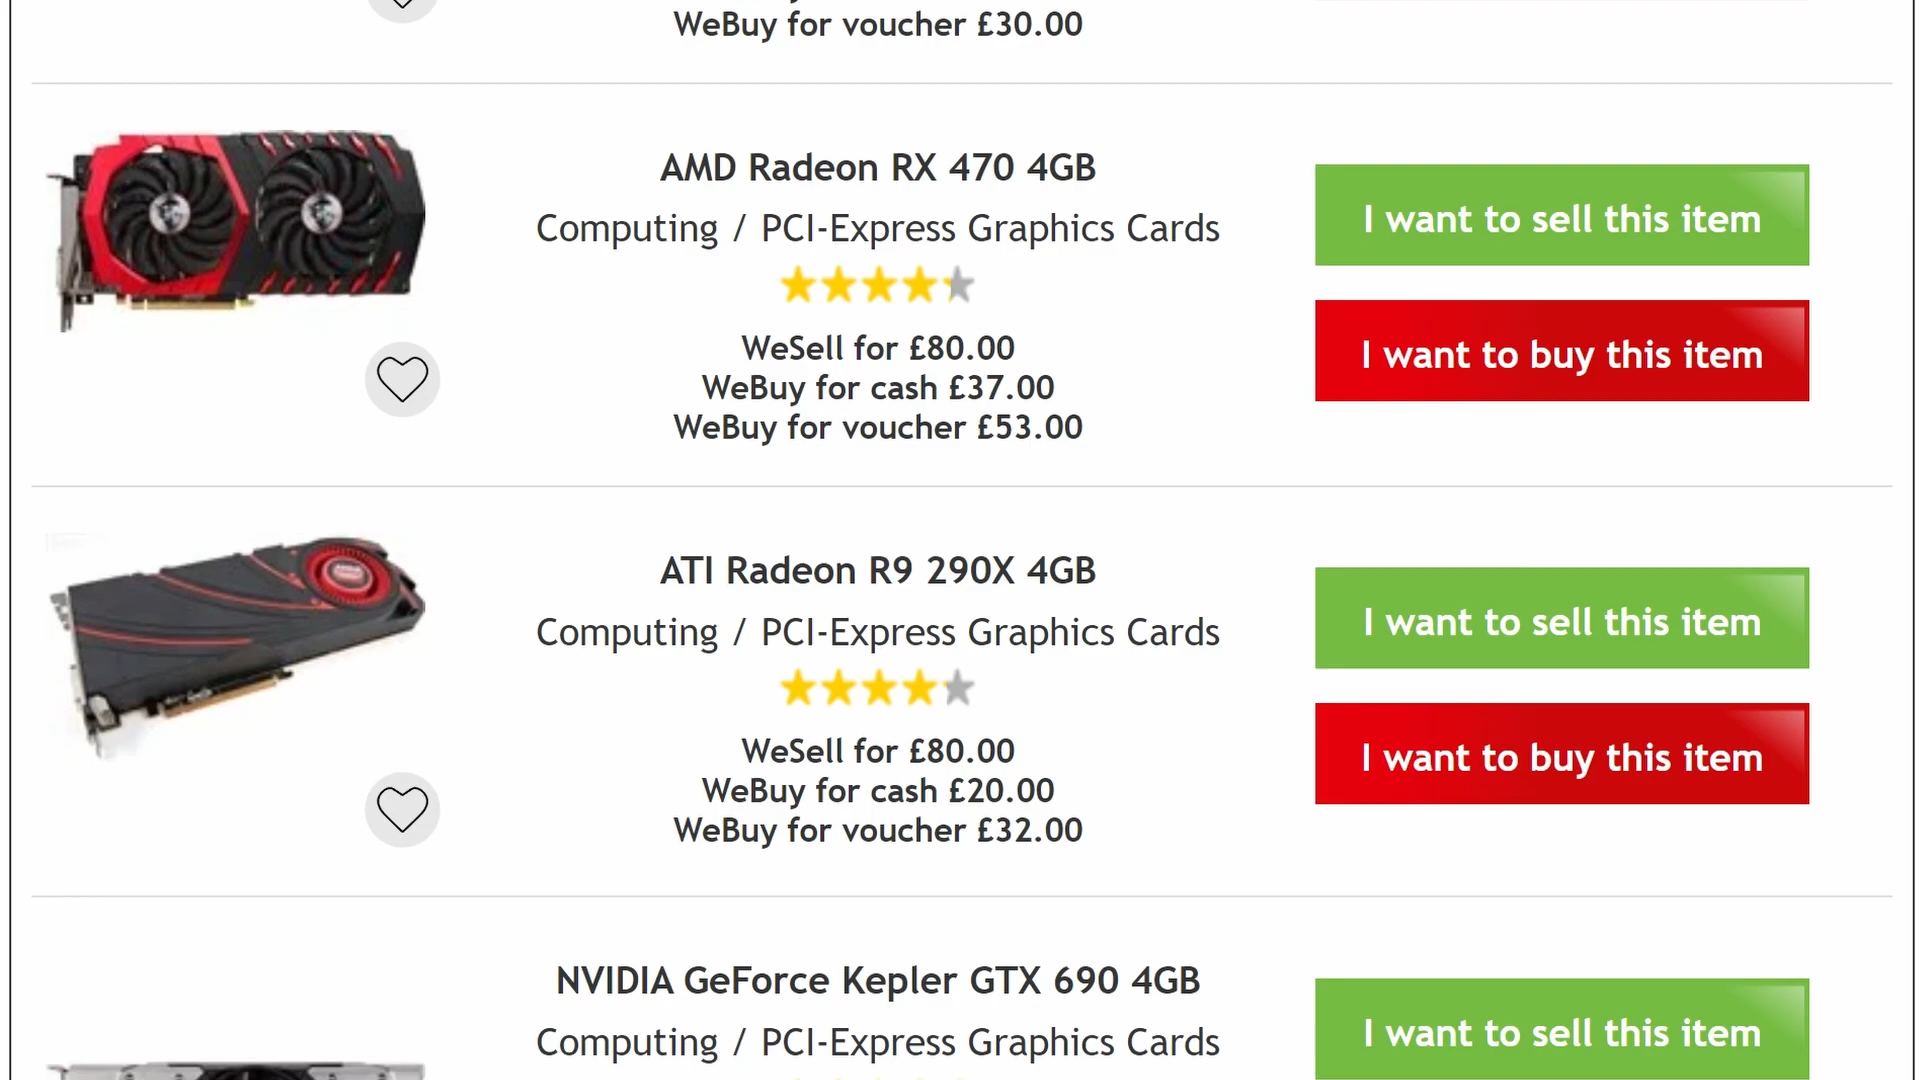 WeBuy for voucher £30.00
AMD Radeon RX 470 4GB
Computing / PCI-Express Graphics Cards
WeSell for £80.00
WeBuy for cash £37.00
WeBuy for voucher £53.00
I want to sell this item
I want to buy this item
ATI Radeon R9 290X 4GB
Computing / PCI-Express Graphics Cards
WeSell for £80.00
WeBuy for cash £20.00
WeBuy for voucher £32.00
I want to sell this item
I want to buy this item
NVIDIA GeForce Kepler GTX 690 4GB
Computing / PCI-Express Graphics Cards
I want to sell this item